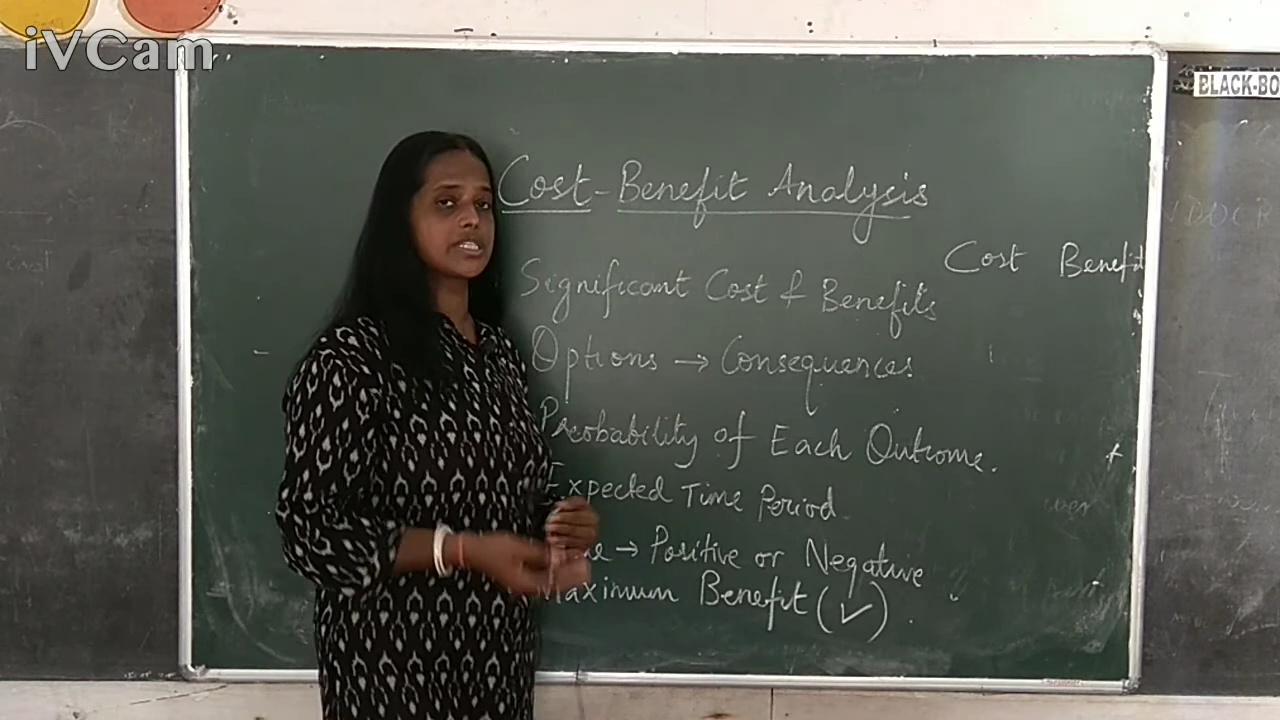 iVCam
BLACK-BO
Cost-Benefit Analysis
Cost Benefit
Significant Cost & Benefits
Options → Consequences
Probability of Each Outcome.
Expected Time Period
→ Positive or Negative
Maximum Benefit (✓)